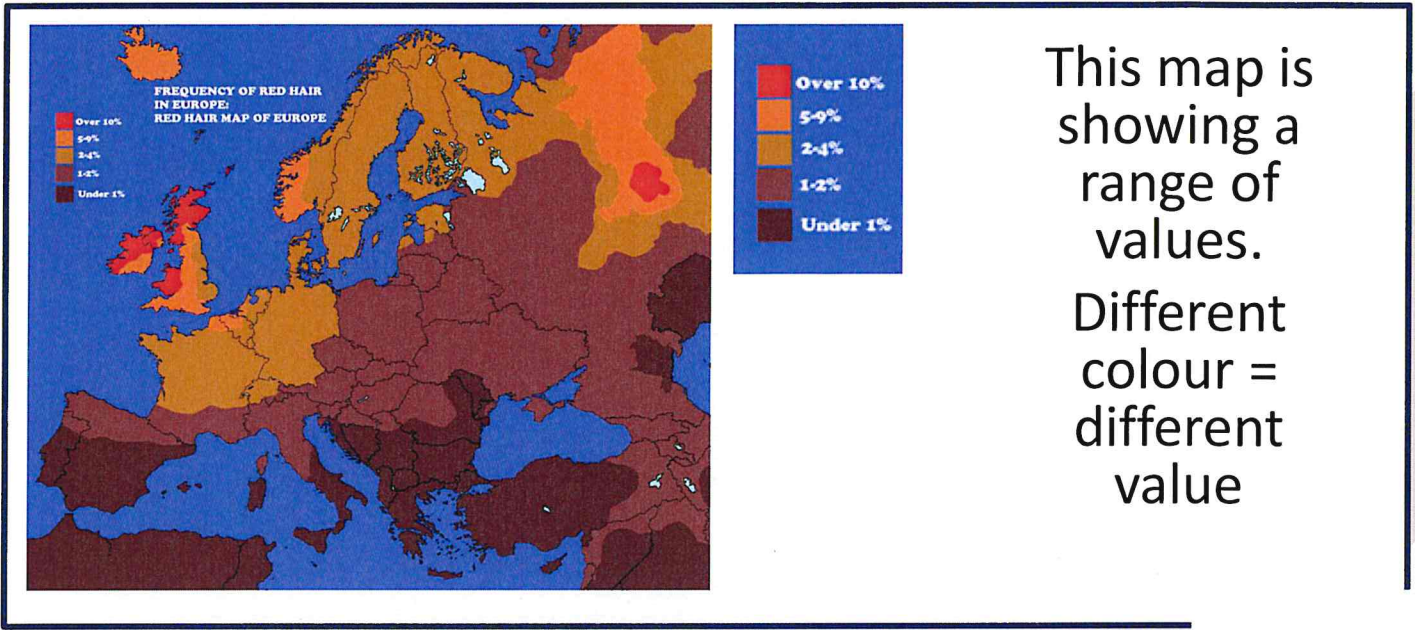 FREQUENCY OF RED HAIR
IN EUROPE:
RED HAIR MAP OF EUROPE
Over 10%
5-9%
2-4%
1-2%
Under 1%
Over 10%
5-9%
2-4%
1-2%
Under 1%
This map is
showing a
range of
values.
Different
colour =
different
value